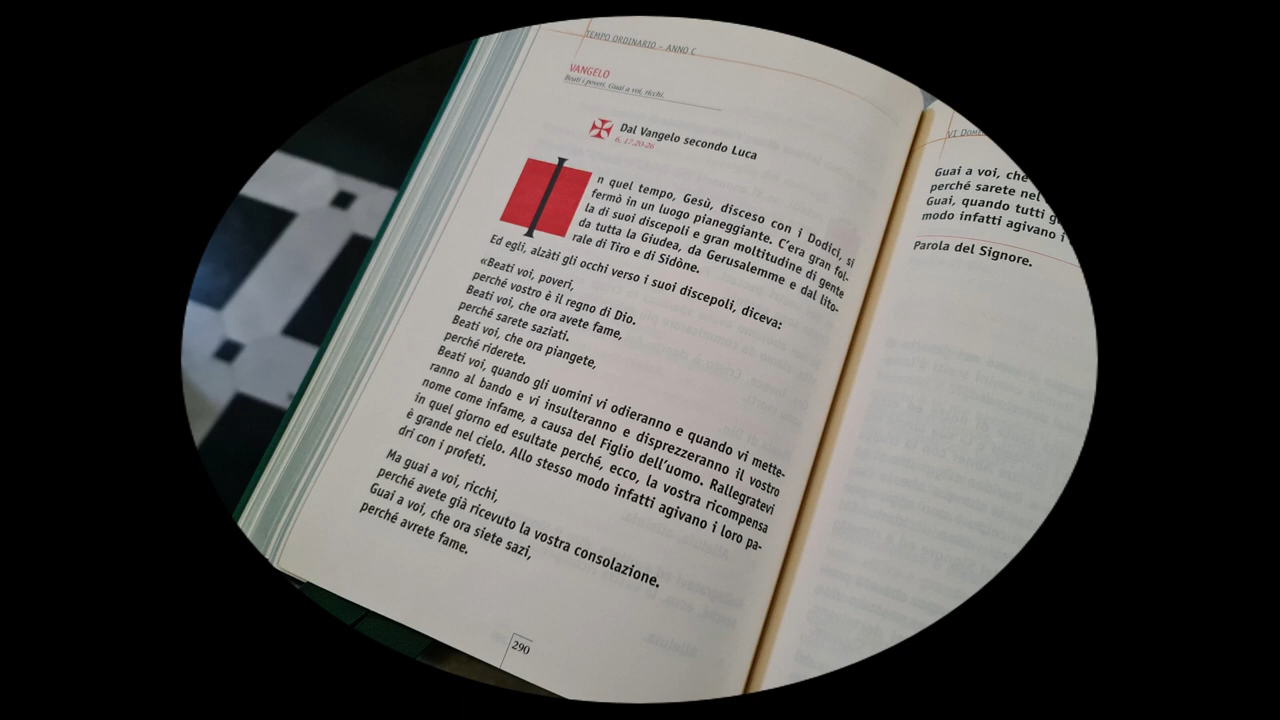 TEMPO ORDINARIO – ANNO C
VANGELO
Beati i poveri. Guai a voi, ricchi.
Dal Vangelo secondo Luca
6, 17.20-26
In quel tempo, Gesù, disceso con i Dodici, si
fermò in un luogo pianeggiante. C'era gran fol-
la di suoi discepoli e gran moltitudine di gente
da tutta la Giudea, da Gerusalemme e dal lito-
rale di Tiro e di Sidòne.
Ed egli, alzàti gli occhi verso i suoi discepoli, diceva:
«Beati voi, poveri,
perché vostro è il regno di Dio.
Beati voi, che ora avete fame,
perché sarete saziati.
Beati voi, che ora piangete,
perché riderete.
Beati voi, quando gli uomini vi odieranno e quando vi mette-
ranno al bando e vi insulteranno e disprezzeranno il vostro
nome come infame, a causa del Figlio dell'uomo. Rallegratevi
in quel giorno ed esultate perché, ecco, la vostra ricompensa
è grande nel cielo. Allo stesso modo infatti agivano i loro pa-
dri con i profeti.
Ma guai a voi, ricchi,
perché avete già ricevuto la vostra consolazione.
Guai a voi, che ora siete sazi,
perché avrete fame.
290
VI
Guai a voi, che
perché sarete nel
Guai, quando tutti
modo infatti agivano i
Parola del Signore.